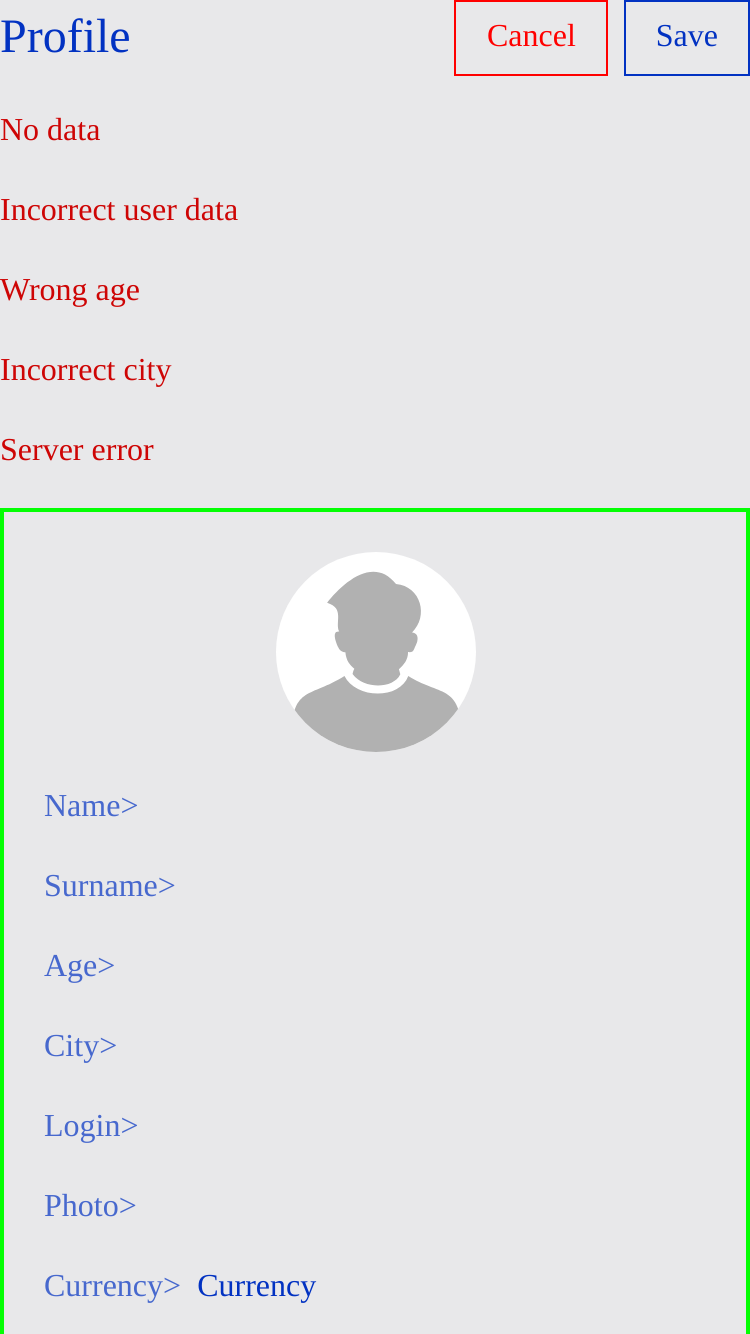 Profile Cancel Save
No data
Incorrect user data
Wrong age
Incorrect city
Server error
Name>
Surname>
Age>
City>
Login>
Photo>
Currency> Currency